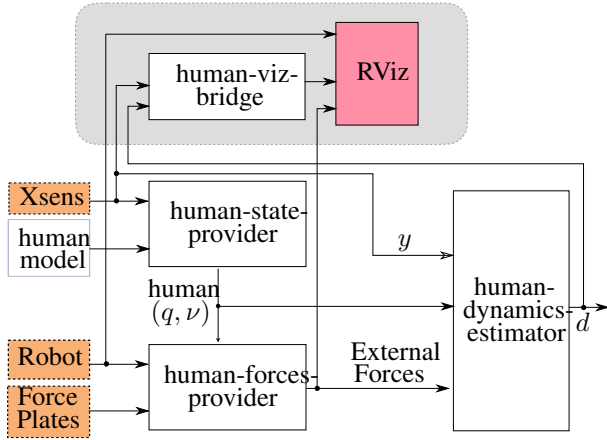 human-viz-
bridge
RViz
Xsens
human
model
human-state-
provider
y
human
(q, ν)
human-
dynamics-
estimator
d
Robot
Force
Plates
human-forces-
provider
External
Forces